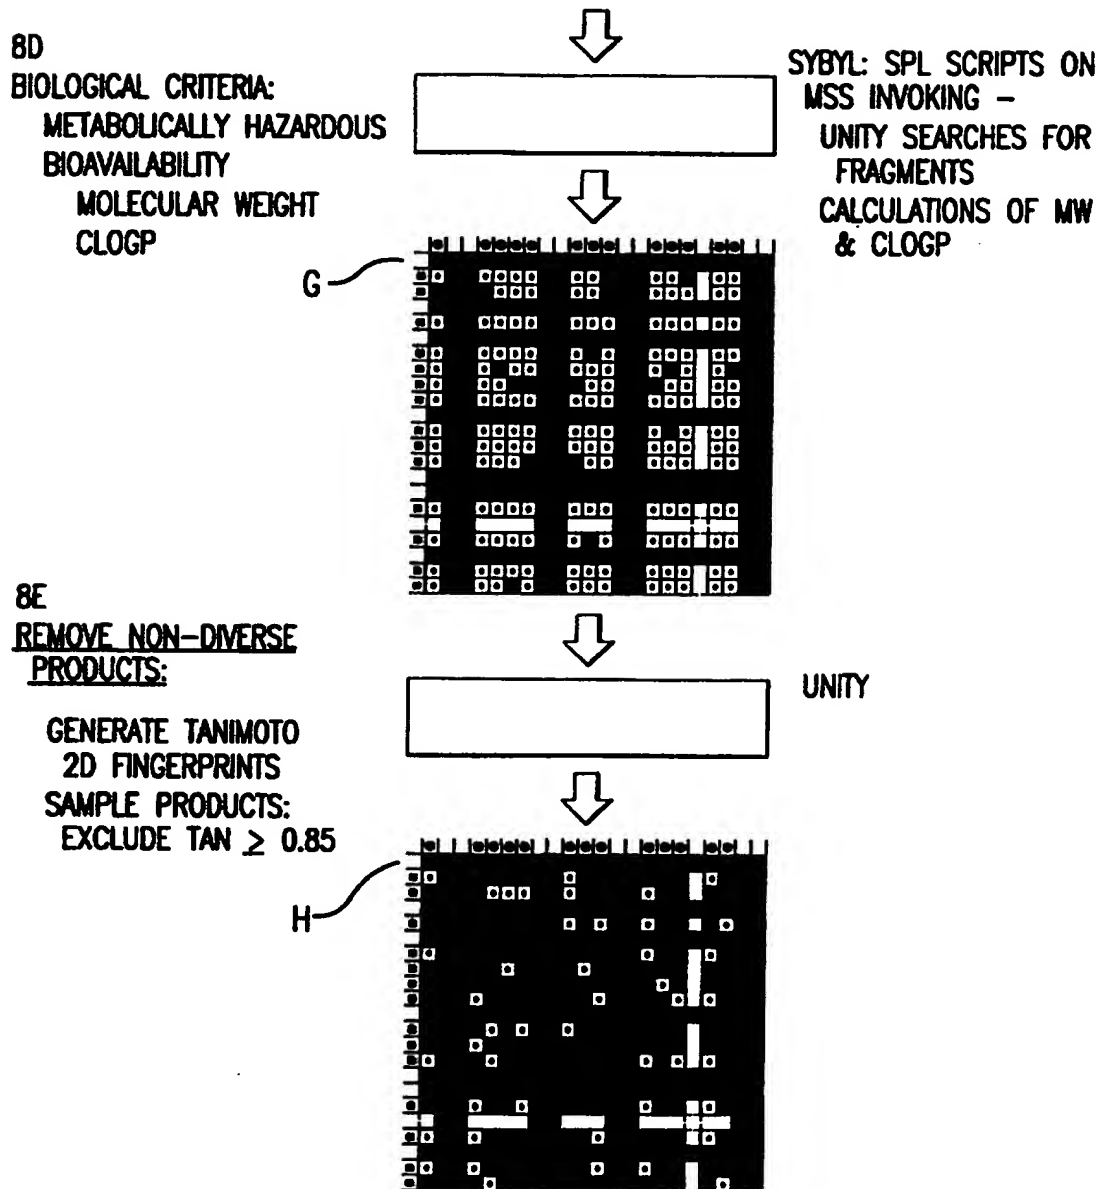 8D
BIOLOGICAL CRITERIA:
METABOLICALLY HAZARDOUS
BIOAVAILABILITY
MOLECULAR WEIGHT
CLOGP
SYBYL: SPL SCRIPTS ON
MSS INVOKING –
UNITY SEARCHES FOR
FRAGMENTS
CALCULATIONS OF MW
& CLOGP
G
8E
REMOVE NON–DIVERSE
PRODUCTS:
UNITY
GENERATE TANIMOTO
2D FINGERPRINTS
SAMPLE PRODUCTS:
EXCLUDE TAN ≥ 0.85
H